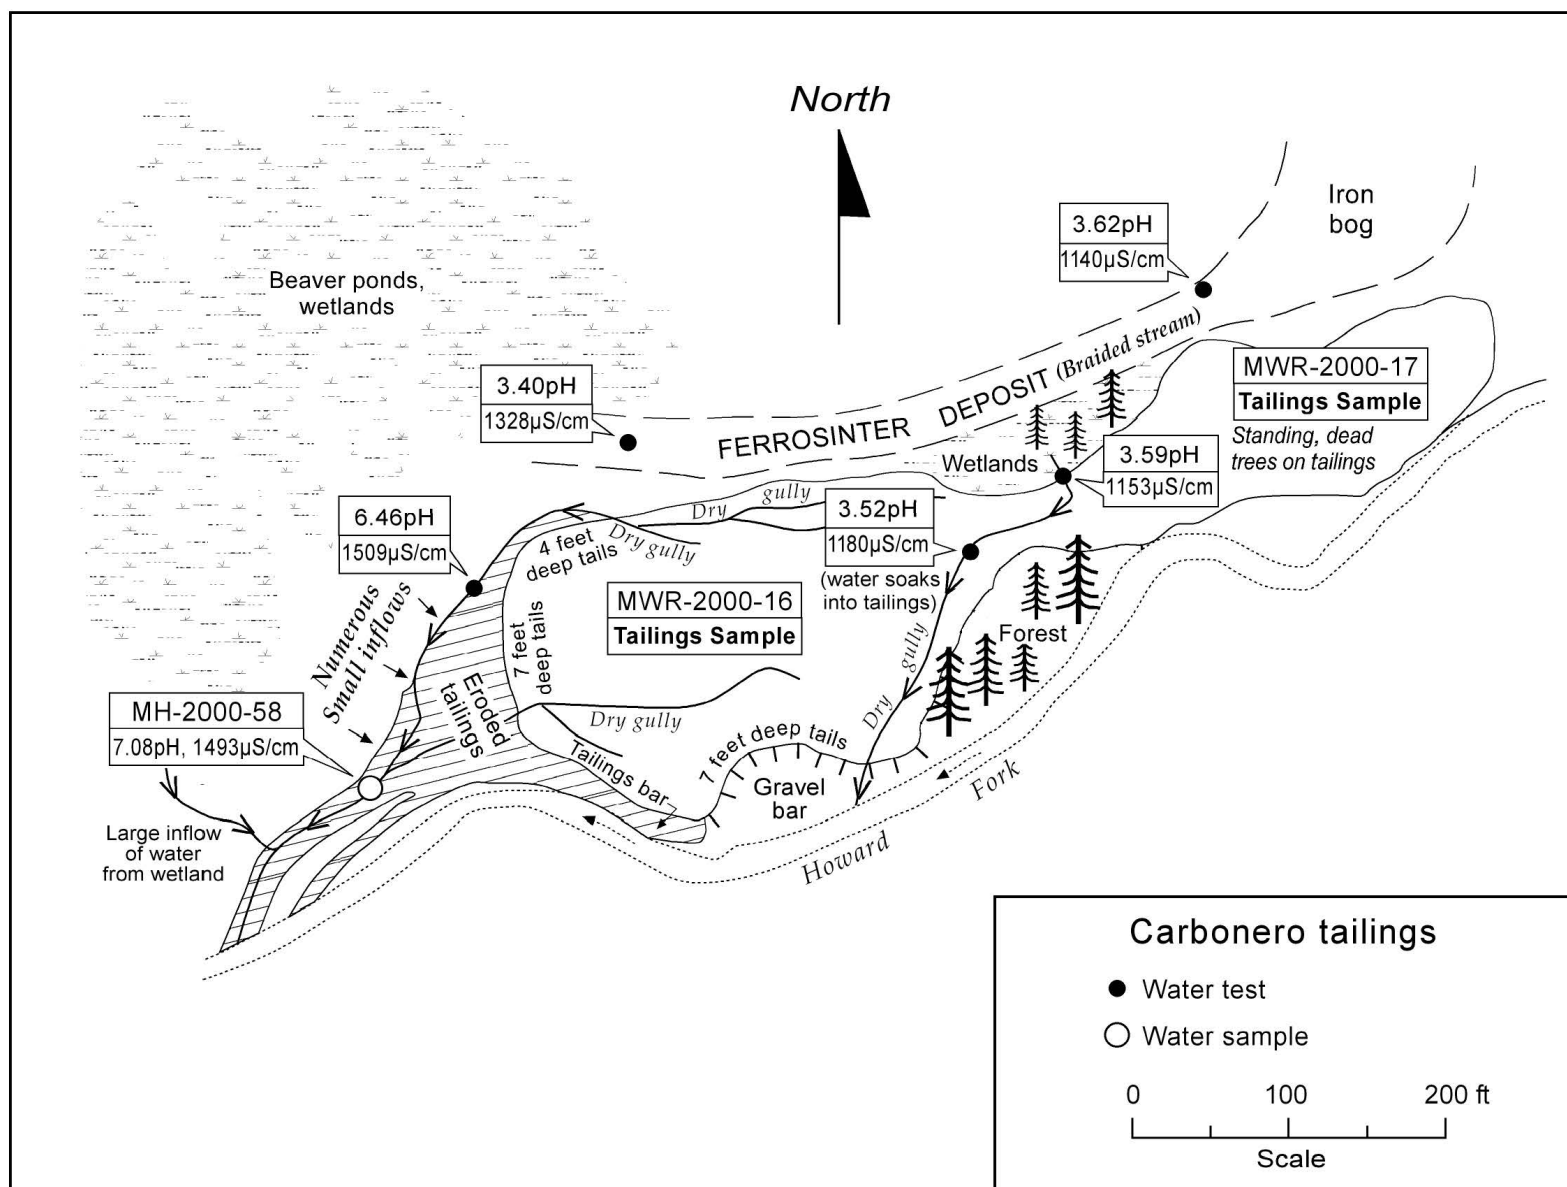 North
Iron
bog
3.62pH
1140µS/cm
Beaver ponds,
wetlands
FERROSINTER DEPOSIT (Braided stream)
MWR-2000-17
Tailings Sample
Standing, dead
trees on tailings
3.40pH
1328µS/cm
Wetlands
3.59pH
1153µS/cm
Dry gully
3.52pH
1180µS/cm
(water soaks
into tailings)
6.46pH
1509µS/cm
Dry gully
4 feet
deep tails
MWR-2000-16
Tailings Sample
7 feet
deep tails
Forest
Numerous
Small inflows
Eroded
tailings
Dry gully
Dry gully
MH-2000-58
7.08pH, 1493µS/cm
Tailings bar
7 feet deep tails
Gravel
bar
Howard Fork
Large inflow
of water
from wetland
Carbonero tailings
Water test
Water sample
0 100 200 ft
Scale